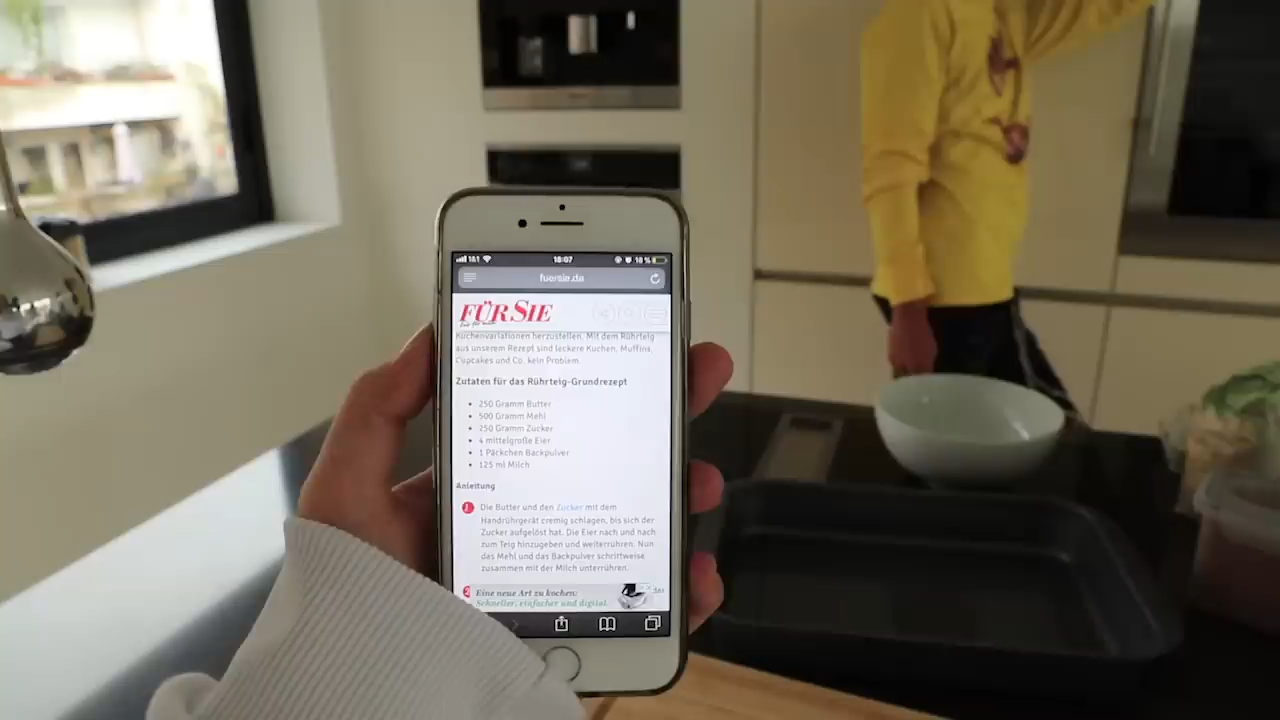 18:07
18 %
fuersie.de
FÜR SIE
Kuchenvariationen herzustellen. Mit dem Rührteig
aus unserem Rezept sind leckere Kuchen, Muffins,
Cupcakes und Co. kein Problem.
Zutaten für das Rührteig-Grundrezept
250 Gramm Butter
500 Gramm Mehl
250 Gramm Zucker
4 mittelgroße Eier
1 Päckchen Backpulver
125 ml Milch
Anleitung
1. Die Butter und den Zucker mit dem
Handrührgerät cremig schlagen, bis sich der
Zucker aufgelöst hat. Die Eier nach und nach
zum Teig hinzugeben und weiterrühren. Nun
das Mehl und das Backpulver schrittweise
zusammen mit der Milch unterrühren.
2 Eine neue Art zu kochen:
Schneller, einfacher und digital.